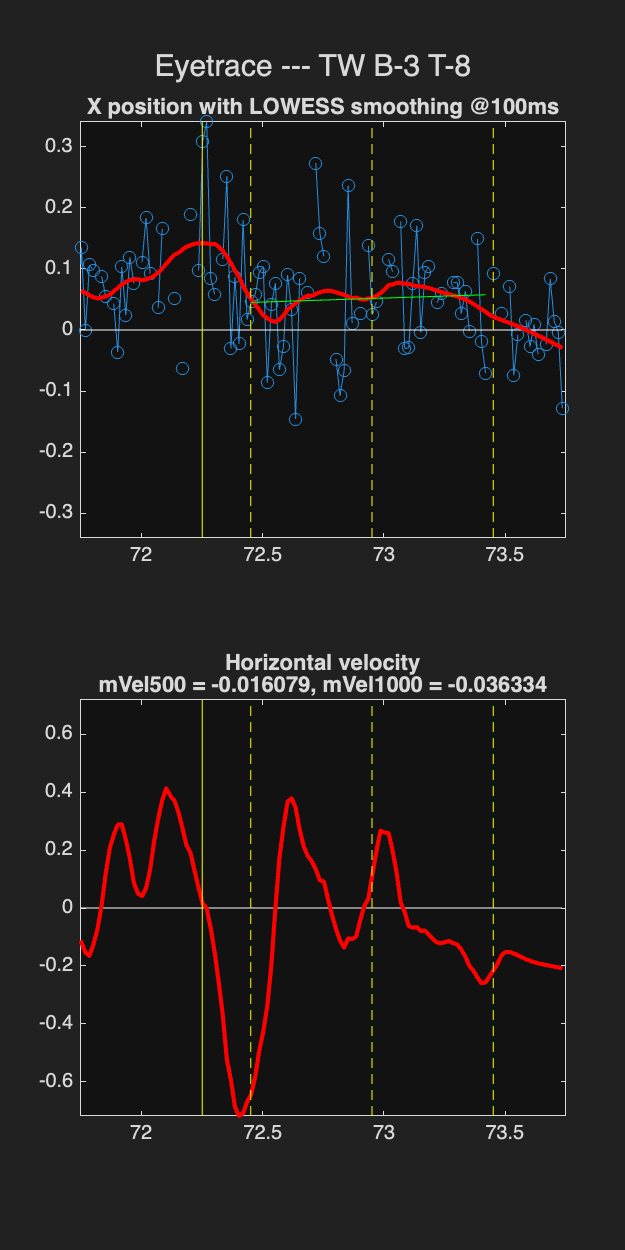 Eyetrace --- TW B-3 T-8
X position with LOWESS smoothing @100ms
0.3
0.2
0.1
0
-0.1
-0.2
-0.3
72 72.5 73 73.5
Horizontal velocity
mVel500 = -0.016079, mVel1000 = -0.036334
0.6
0.4
0.2
0
-0.2
-0.4
-0.6
72 72.5 73 73.5